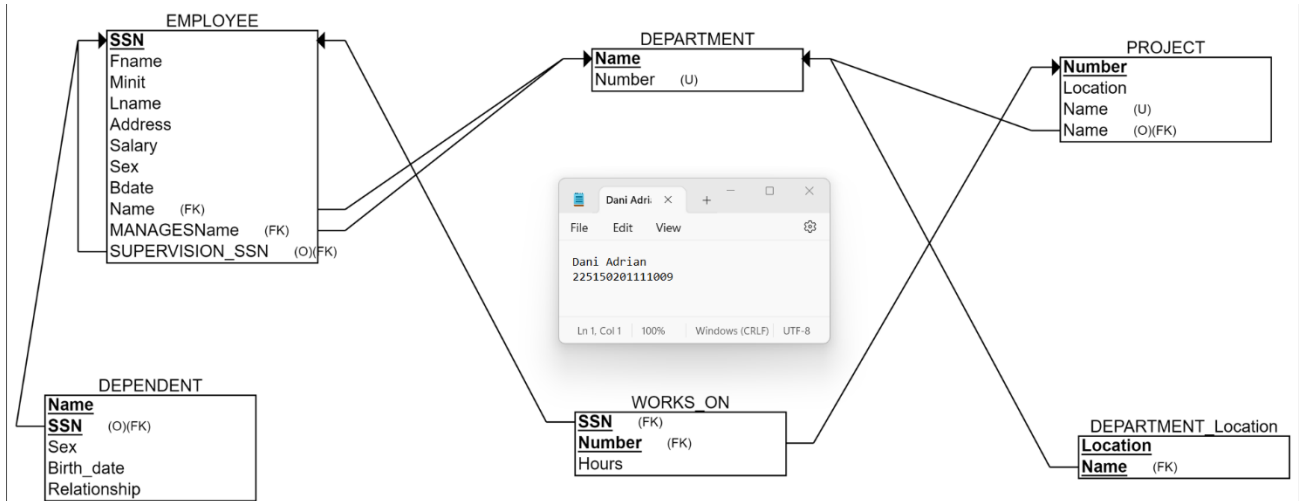 EMPLOYEE
SSN
Fname
Minit
Lname
Address
Salary
Sex
Bdate
Name (FK)
MANAGESName (FK)
SUPERVISION_SSN (O)(FK)
DEPARTMENT
Name
Number (U)
PROJECT
Number
Location
Name (U)
Name (O)(FK)
Dani Adri
File Edit View
Dani Adrian
225150201111009
Ln 1, Col 1 100% Windows (CRLF) UTF-8
DEPENDENT
Name
SSN (O)(FK)
Sex
Birth_date
Relationship
WORKS_ON
SSN (FK)
Number (FK)
Hours
DEPARTMENT_Location
Location
Name (FK)